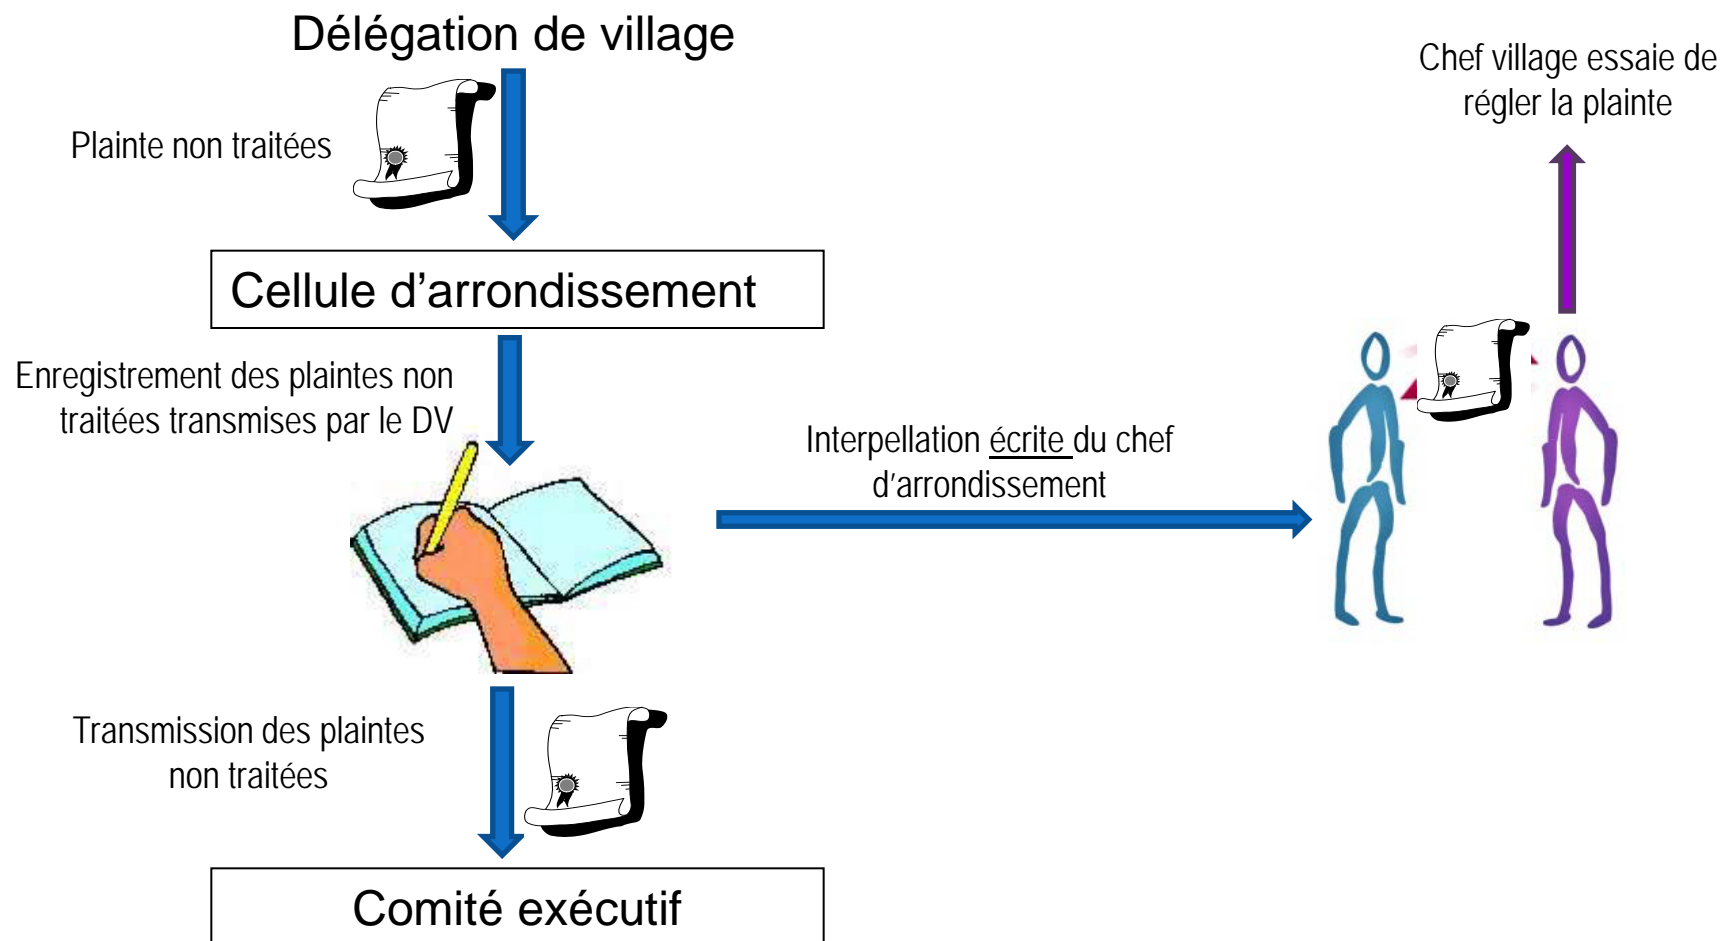 Délégation de village
Chef village essaie de
régler la plainte
Plainte non traitées
Cellule d'arrondissement
Enregistrement des plaintes non
traitées transmises par le DV
Interpellation écrite du chef
d'arrondissement
Transmission des plaintes
non traitées
Comité exécutif